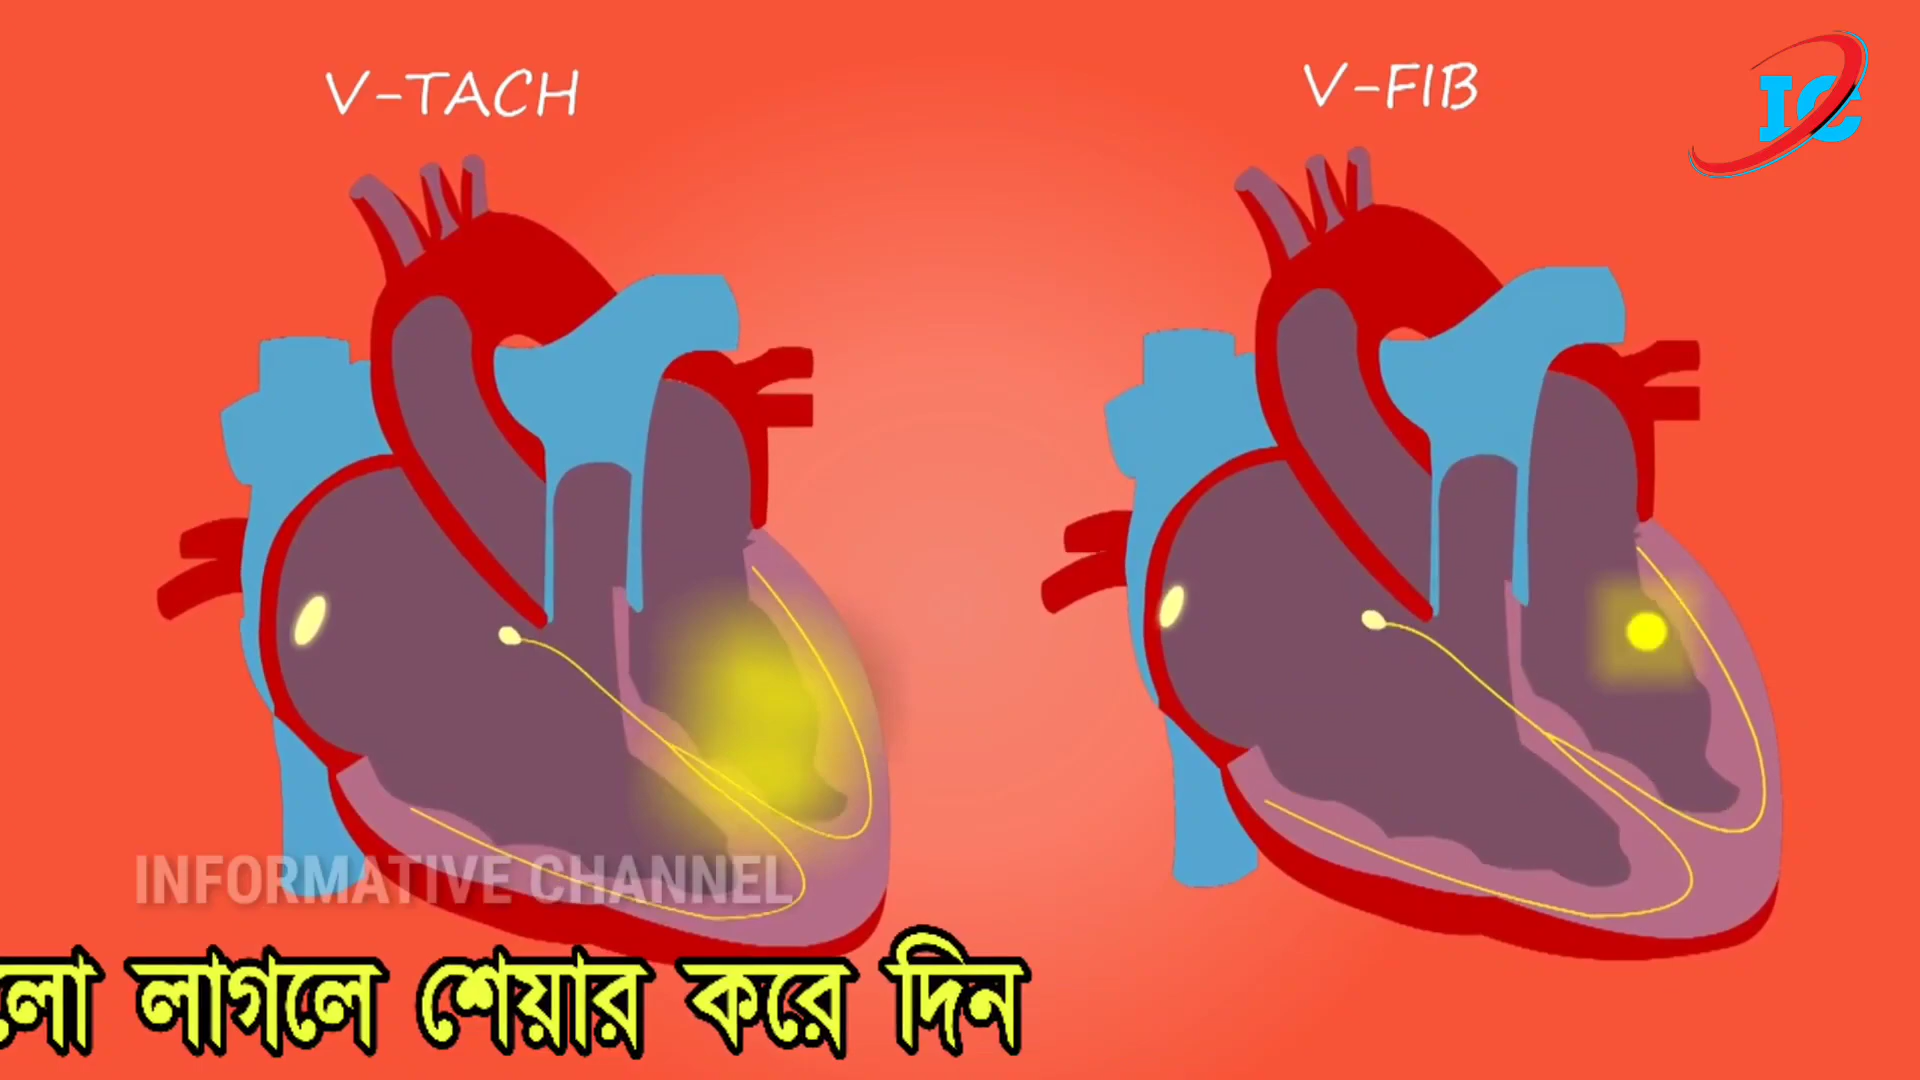 V-TACH
V-FIB
IC
INFORMATIVE CHANNEL
লো লাগলে শেয়ার করে দিন